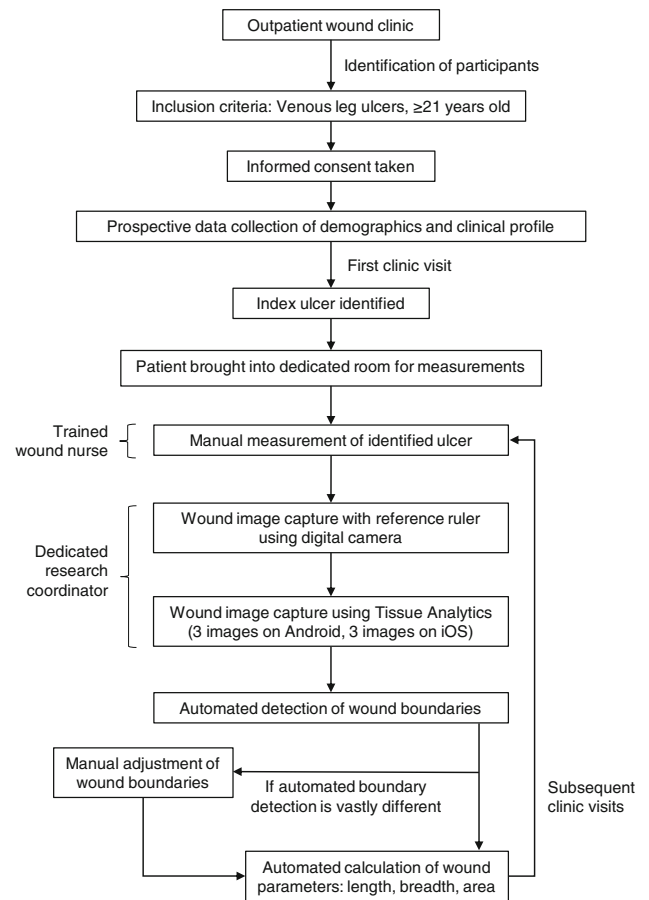 Outpatient wound clinic
Identification of participants
Inclusion criteria: Venous leg ulcers, ≥21 years old
Informed consent taken
Prospective data collection of demographics and clinical profile
First clinic visit
Index ulcer identified
Patient brought into dedicated room for measurements
Trained
wound nurse
Manual measurement of identified ulcer
Dedicated
research
coordinator
Wound image capture with reference ruler
using digital camera
Wound image capture using Tissue Analytics
(3 images on Android, 3 images on iOS)
Automated detection of wound boundaries
Manual adjustment of
wound boundaries
If automated boundary
detection is vastly different
Subsequent
clinic visits
Automated calculation of wound
parameters: length, breadth, area